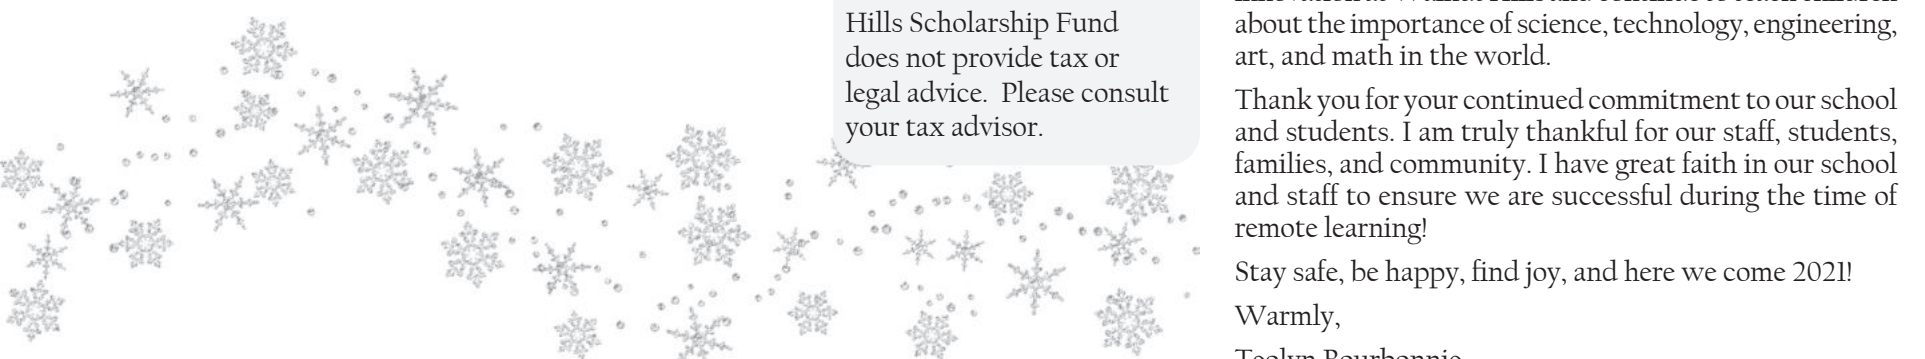 Hills Scholarship Fund
does not provide tax or
legal advice.  Please consult
your tax advisor.
about the importance of science, technology, engineering,
art, and math in the world.
Thank you for your continued commitment to our school
and students. I am truly thankful for our staff, students,
families, and community. I have great faith in our school
and staff to ensure we are successful during the time of
remote learning!
Stay safe, be happy, find joy, and here we come 2021!
Warmly,